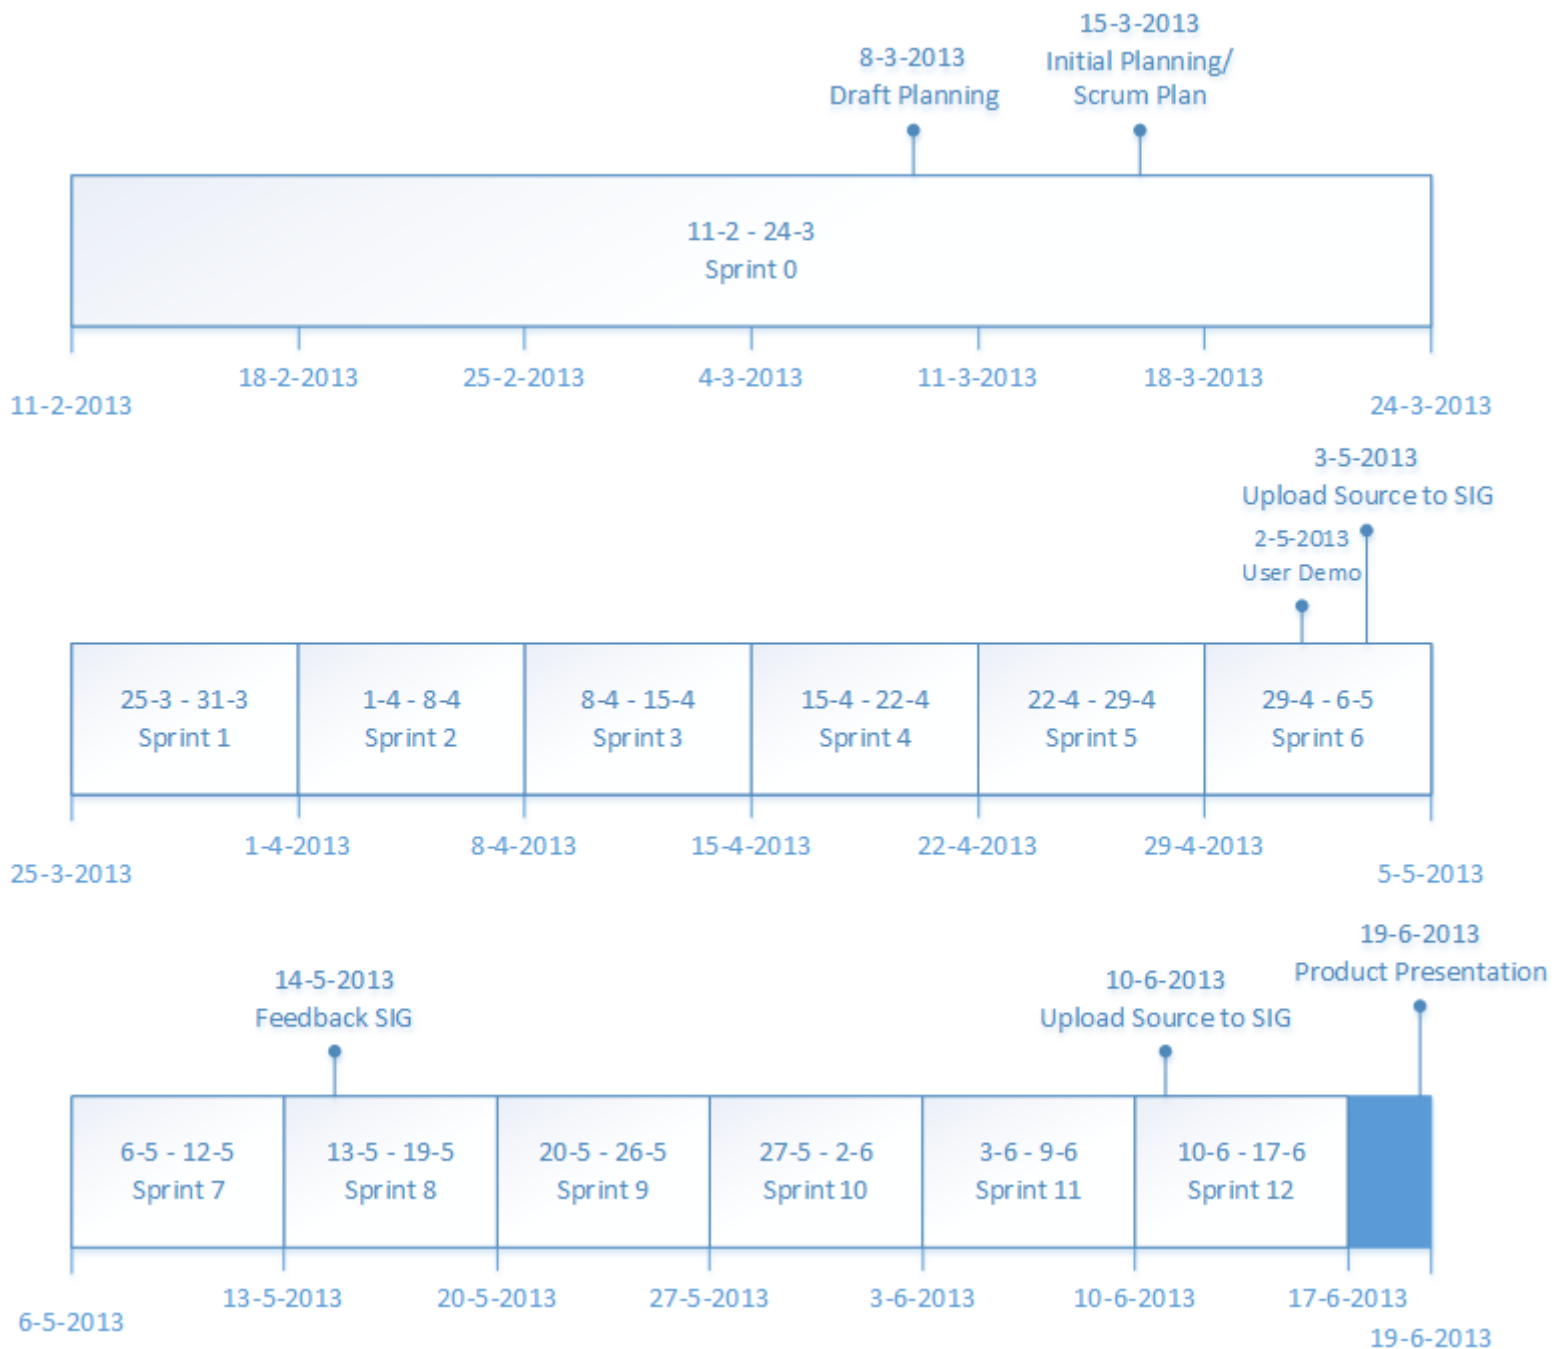 15-3-2013
8-3-2013
Initial Planning/
Draft Planning
Scrum Plan
11-2 - 24-3
Sprint 0
18-2-2013
25-2-2013
4-3-2013
11-3-2013
18-3-2013
11-2-2013
24-3-2013
3-5-2013
Upload Source to SIG
2-5-2013
User Demo
25-3 - 31-3
Sprint 1
1-4 - 8-4
Sprint 2
8-4 - 15-4
Sprint 3
15-4 - 22-4
Sprint 4
22-4 - 29-4
Sprint 5
29-4 - 6-5
Sprint 6
1-4-2013
8-4-2013
15-4-2013
22-4-2013
29-4-2013
25-3-2013
5-5-2013
19-6-2013
Product Presentation
14-5-2013
Feedback SIG
10-6-2013
Upload Source to SIG
6-5 - 12-5
Sprint 7
13-5 - 19-5
Sprint 8
20-5 - 26-5
Sprint 9
27-5 - 2-6
Sprint 10
3-6 - 9-6
Sprint 11
10-6 - 17-6
Sprint 12
13-5-2013
20-5-2013
27-5-2013
3-6-2013
10-6-2013
17-6-2013
6-5-2013
19-6-2013